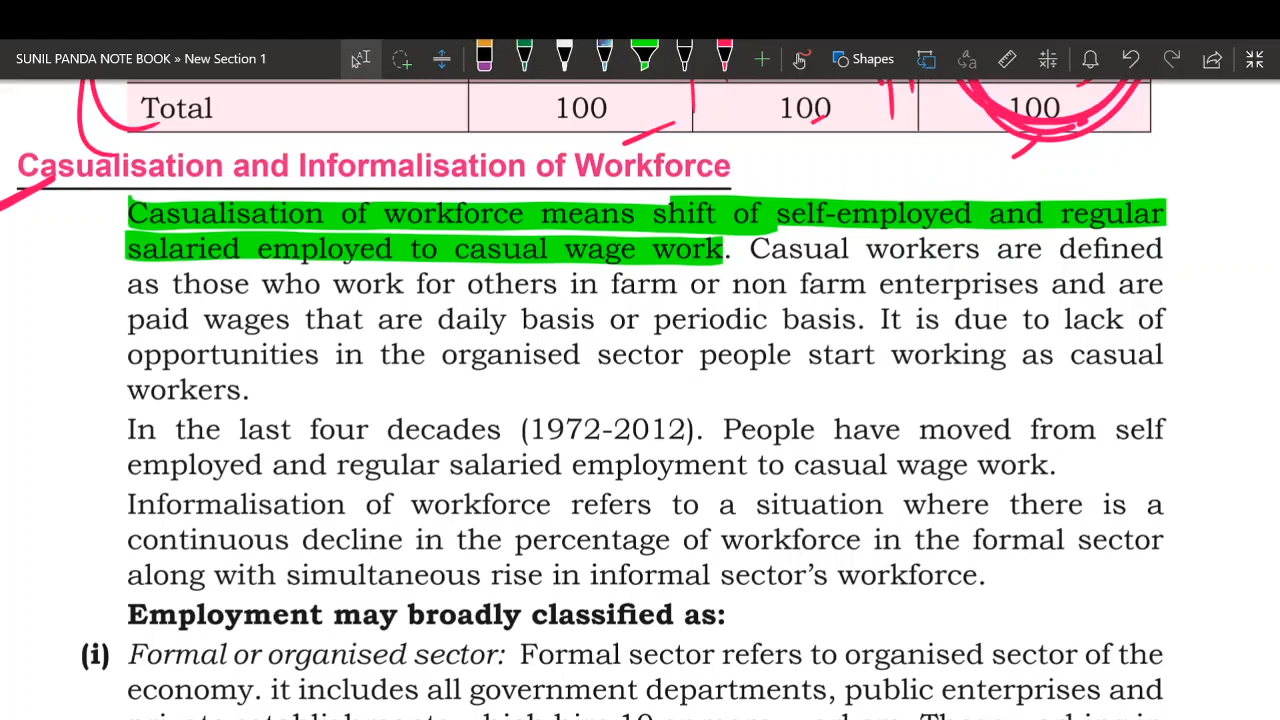 SUNIL PANDA NOTE BOOK » New Section 1
Shapes
Total 100 100 100
Casualisation and Informalisation of Workforce
Casualisation of workforce means shift of self-employed and regular
salaried employed to casual wage work. Casual workers are defined
as those who work for others in farm or non farm enterprises and are
paid wages that are daily basis or periodic basis. It is due to lack of
opportunities in the organised sector people start working as casual
workers.
In the last four decades (1972-2012). People have moved from self
employed and regular salaried employment to casual wage work.
Informalisation of workforce refers to a situation where there is a
continuous decline in the percentage of workforce in the formal sector
along with simultaneous rise in informal sector's workforce.
Employment may broadly classified as:
(i) Formal or organised sector: Formal sector refers to organised sector of the
economy. it includes all government departments, public enterprises and